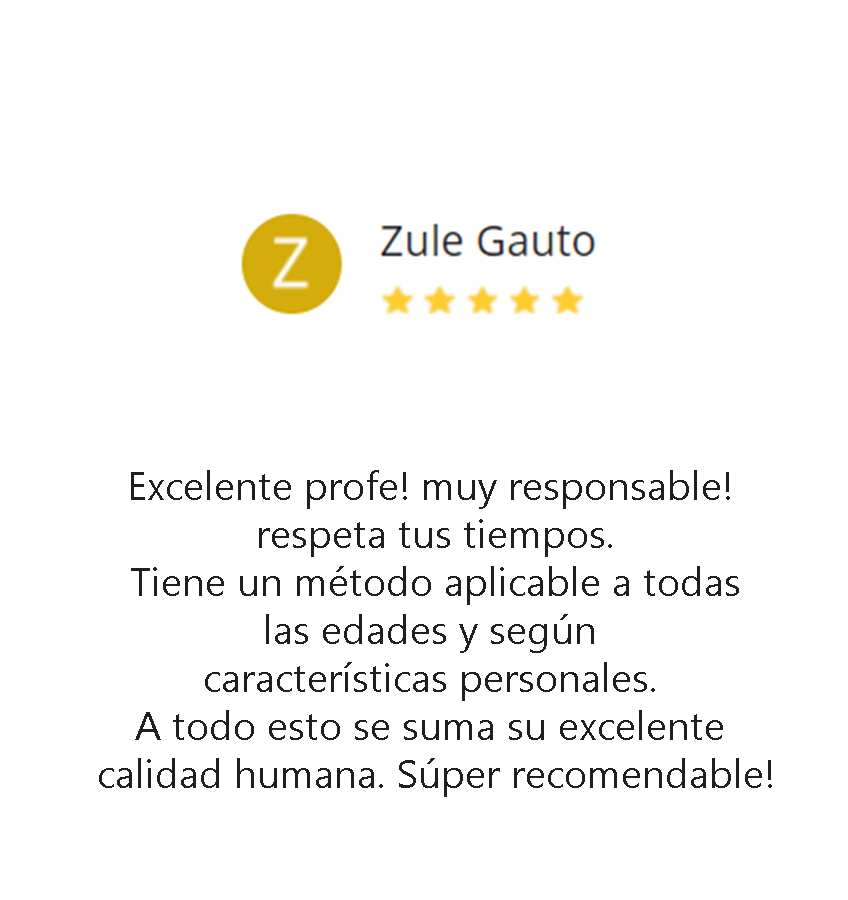 Z
Zule Gauto
Excelente profe! muy responsable!
respeta tus tiempos.
Tiene un método aplicable a todas
las edades y según
características personales.
A todo esto se suma su excelente
calidad humana. Súper recomendable!